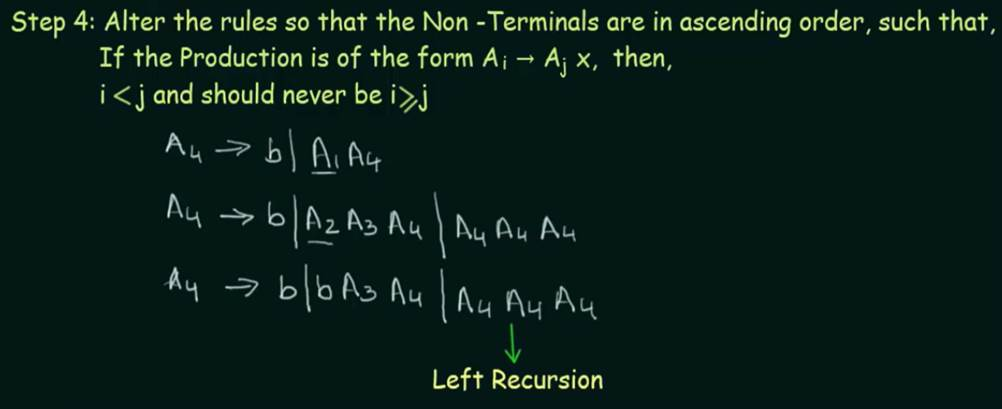 Step 4: Alter the rules so that the Non -Terminals are in ascending order, such that,
If the Production is of the form Aᵢ → Aⱼ x, then,
i < j and should never be i ≥ j
A₄ → b | A₁ A₄
A₄ → b | A₂ A₃ A₄ | A₄ A₄ A₄
A₄ → b | b A₃ A₄ | A₄ A₄ A₄
Left Recursion